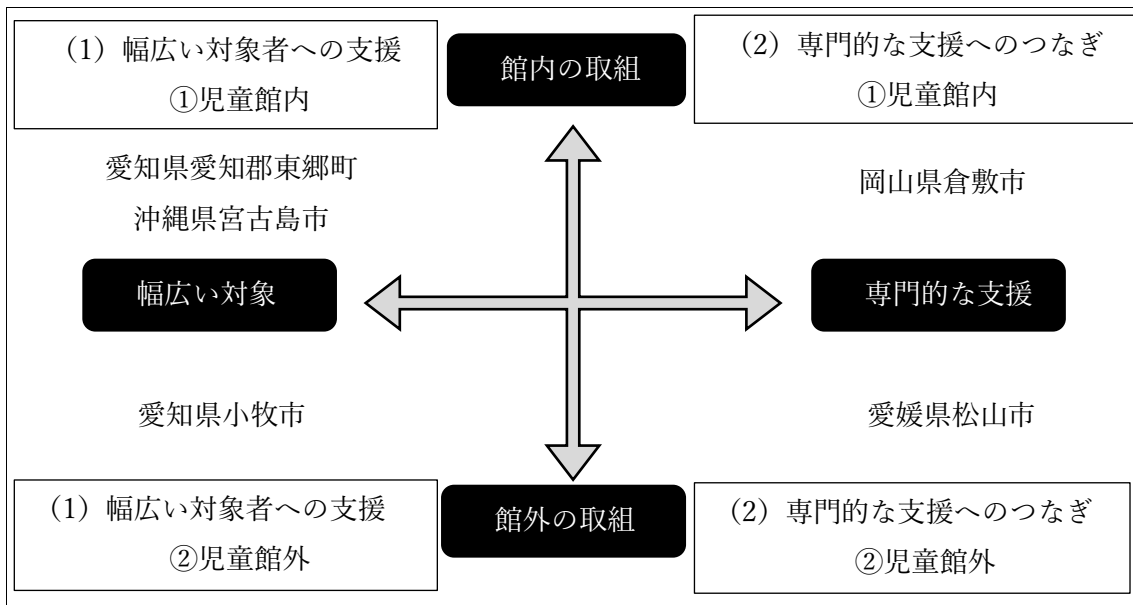 （1）幅広い対象者への支援
①児童館内
館内の取組
（2）専門的な支援へのつなぎ
①児童館内
愛知県愛知郡東郷町
沖縄県宮古島市
岡山県倉敷市
幅広い対象
専門的な支援
愛知県小牧市
愛媛県松山市
（1）幅広い対象者への支援
②児童館外
館外の取組
（2）専門的な支援へのつなぎ
②児童館外